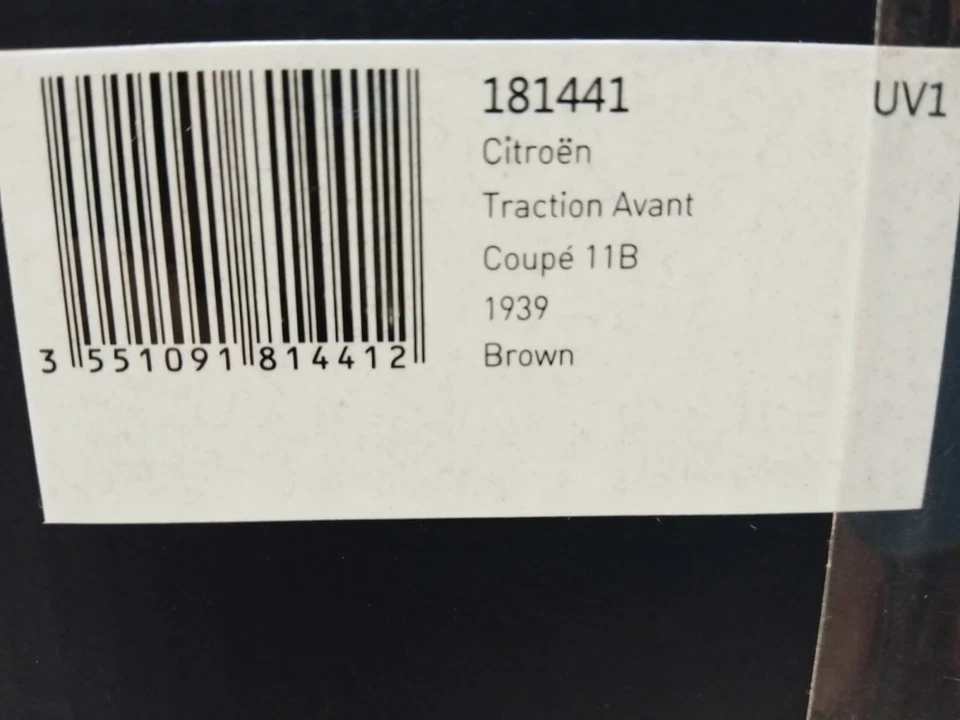 181441
UV1
Citroën
Traction Avant
Coupé 11B
1939
Brown
3 551091 814412